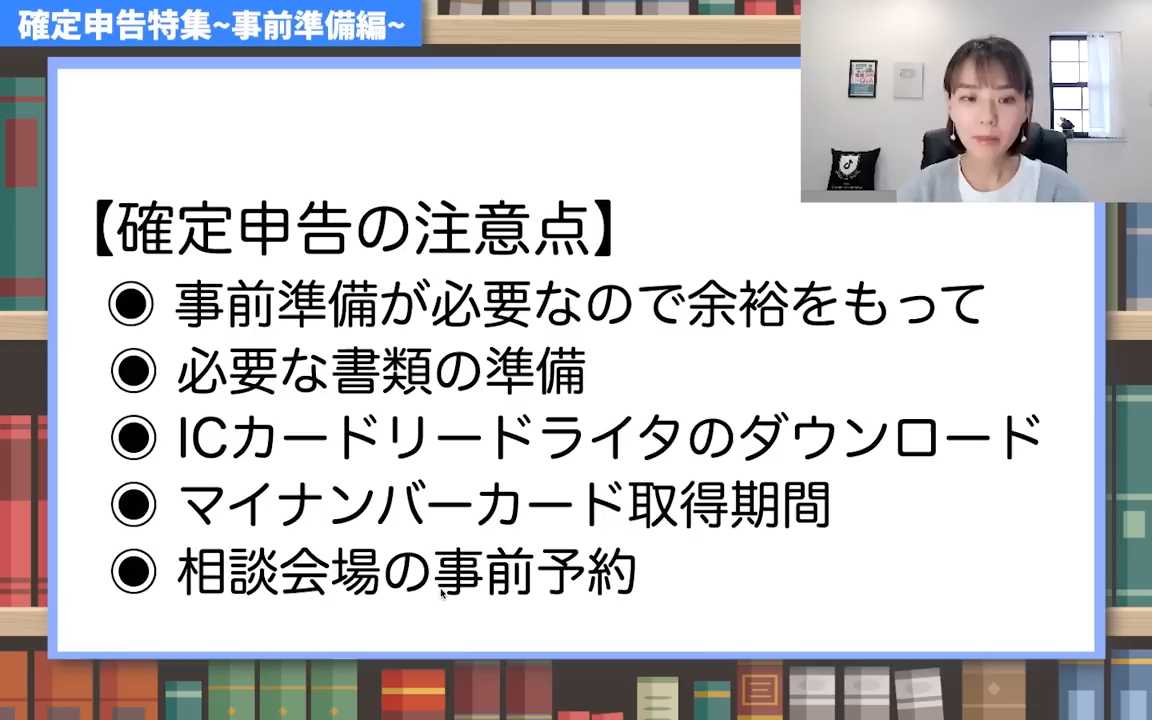 確定申告特集~事前準備編~
【確定申告の注意点】
◉ 事前準備が必要なので余裕をもって
◉ 必要な書類の準備
◉ ICカードリードライタのダウンロード
◉ マイナンバーカード取得期間
◉ 相談会場の事前予約